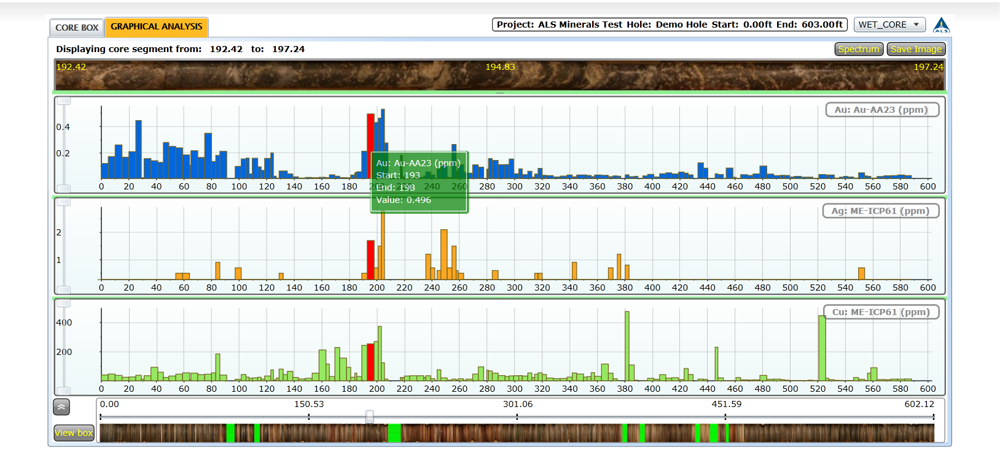 CORE BOX GRAPHICAL ANALYSIS Project: ALS Minerals Test Hole: Demo Hole Start: 0.00ft End: 603.00ft WET_CORE
ALS
Displaying core segment from: 192.42 to: 197.24 Spectrum Save Image
192.42 194.83 197.24
Au: Au-AA23 (ppm)
0.4
0.2
0 20 40 60 80 100 120 140 160 180 200 220 240 260 280 300 320 340 360 380 400 420 440 460 480 500 520 540 560 580 600
Au: Au-AA23 (ppm)
Start: 193
End: 198
Value: 0.496
Ag: ME-ICP61 (ppm)
2
1
0 20 40 60 80 100 120 140 160 180 200 220 240 260 280 300 320 340 360 380 400 420 440 460 480 500 520 540 560 580 600
Cu: ME-ICP61 (ppm)
400
200
0 20 40 60 80 100 120 140 160 180 200 220 240 260 280 300 320 340 360 380 400 420 440 460 480 500 520 540 560 580 600
0.00 150.53 301.06 451.59 602.12
View box